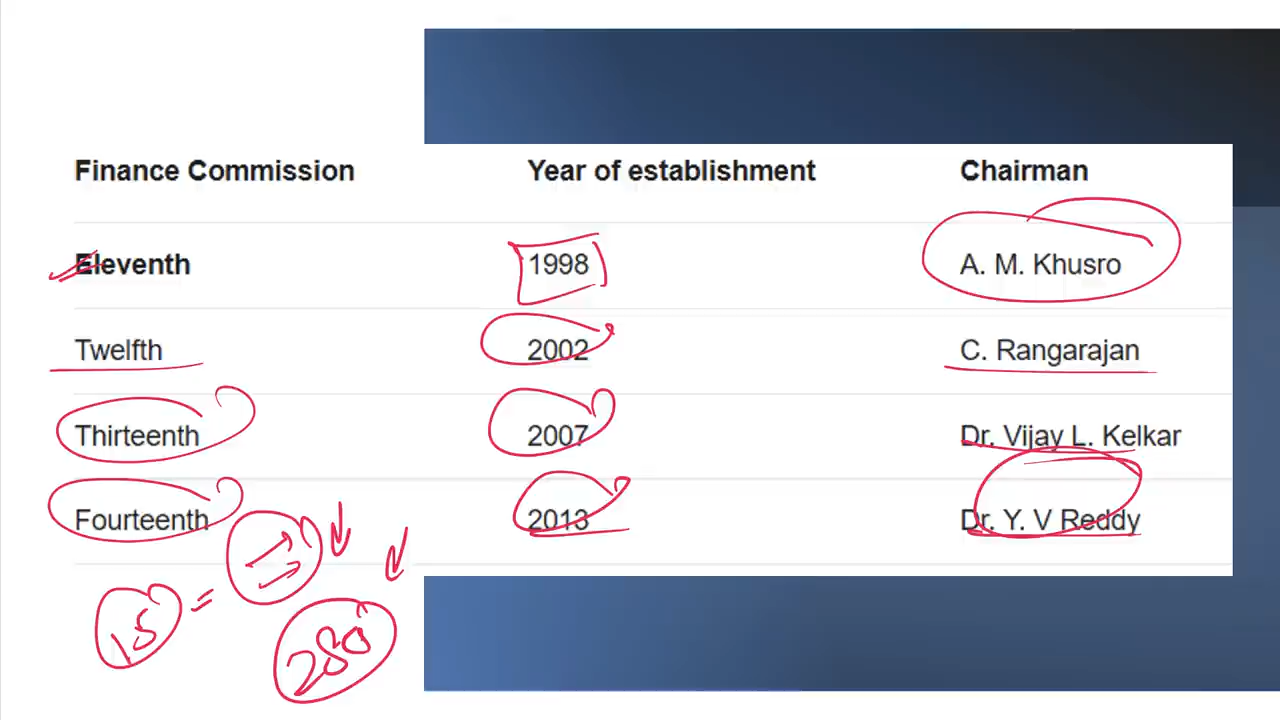 Finance Commission Year of establishment Chairman
Eleventh 1998 A. M. Khusro
Twelfth 2002 C. Rangarajan
Thirteenth 2007 Dr. Vijay L. Kelkar
Fourteenth 2013 Dr. Y. V Reddy
15 =
280